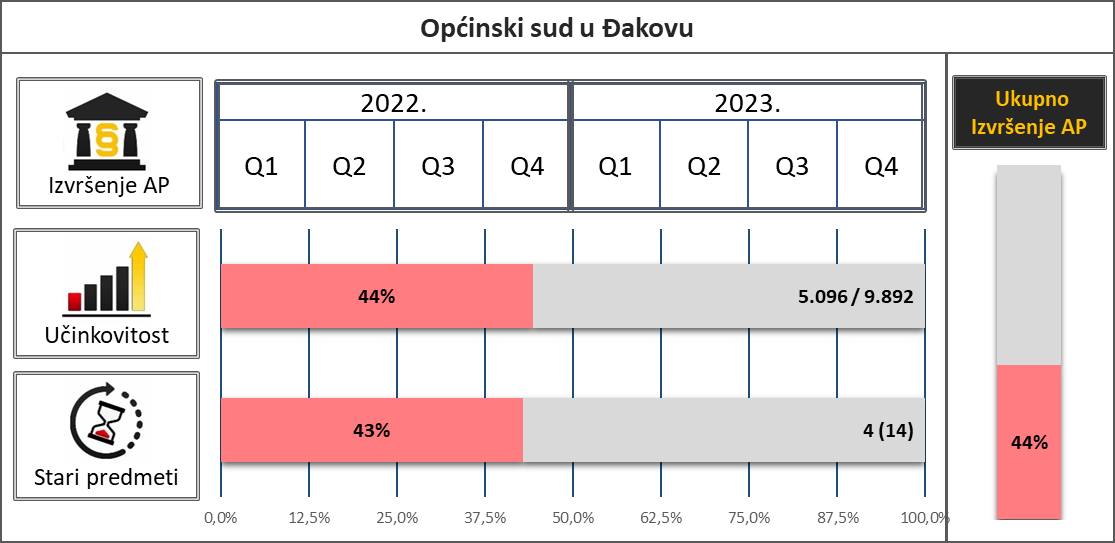 Općinski sud u Đakovu
§
Izvršenje AP
2022. 2023.
Q1 Q2 Q3 Q4 Q1 Q2 Q3 Q4
Ukupno
Izvršenje AP
Učinkovitost
44% 5.096 / 9.892
Stari predmeti
43% 4 (14)
44%
0,0% 12,5% 25,0% 37,5% 50,0% 62,5% 75,0% 87,5% 100,0%